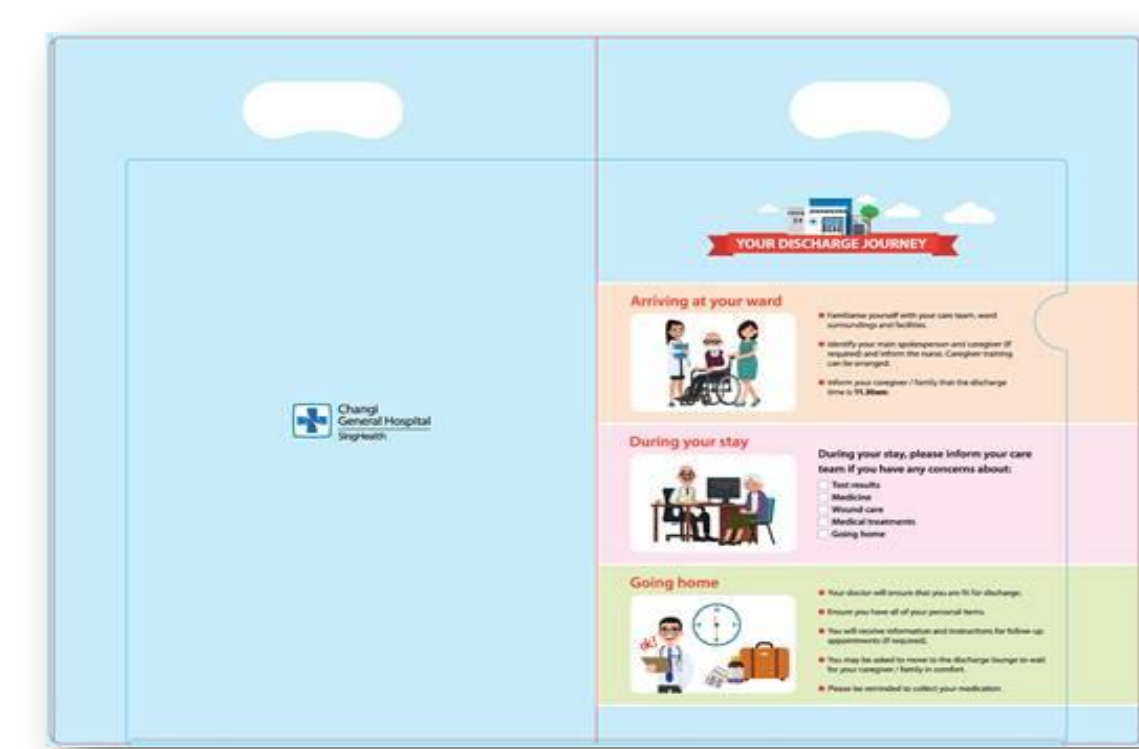 Changi
General Hospital
SingHealth
YOUR DISCHARGE JOURNEY
Arriving at your ward
Familiarise yourself with your care team, ward
surroundings and facilities.
Identify your main spokesperson and caregiver (if
required) and inform the nurse. Caregiver training
can be arranged.
Inform your caregiver / family that the discharge
time is 11.30am.
During your stay
During your stay, please inform your care
team if you have any concerns about:
Test results
Medicine
Wound care
Medical treatments
Going home
Going home
ok!
Your doctor will ensure that you are fit for discharge.
Ensure you have all of your personal items.
You will receive information and instructions for follow-up
appointments (if required).
You may be asked to move to the discharge lounge to wait
for your caregiver / family in comfort.
Please be reminded to collect your medication.